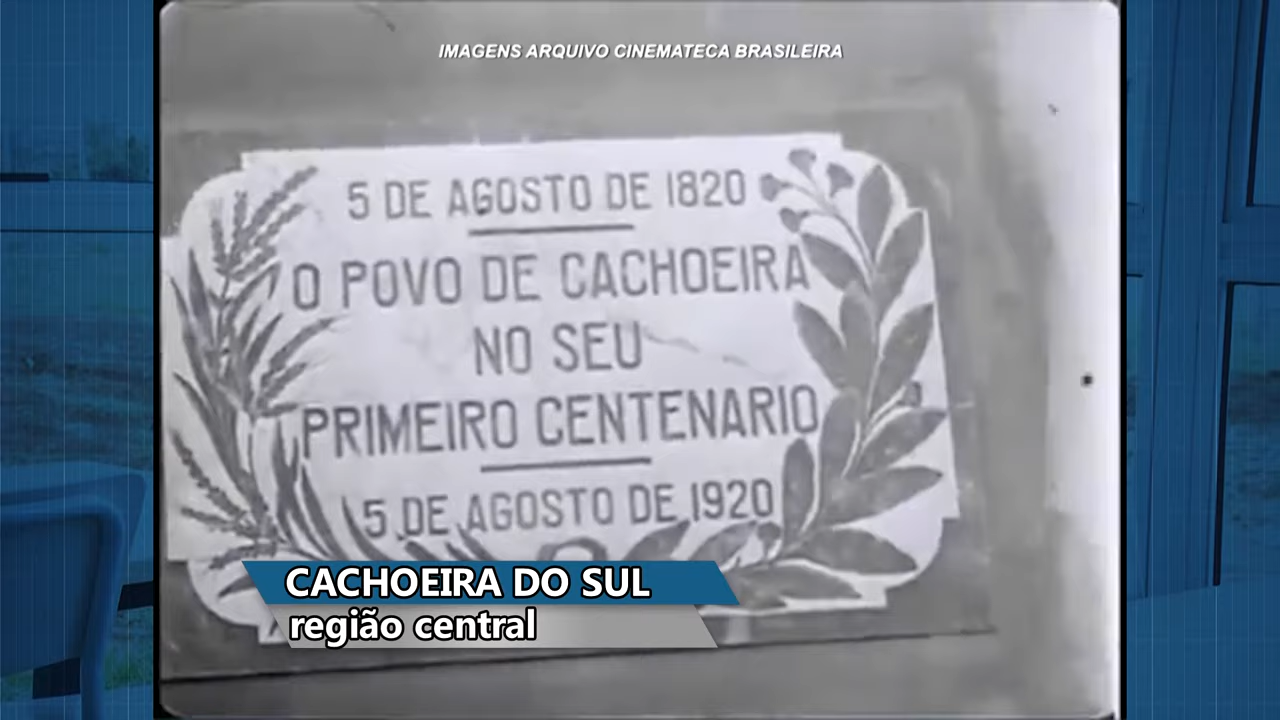 IMAGENS ARQUIVO CINEMATECA BRASILEIRA
5 DE AGOSTO DE 1820
O POVO DE CACHOEIRA
NO SEU
PRIMEIRO CENTENARIO
5 DE AGOSTO DE 1920
CACHOEIRA DO SUL
região central